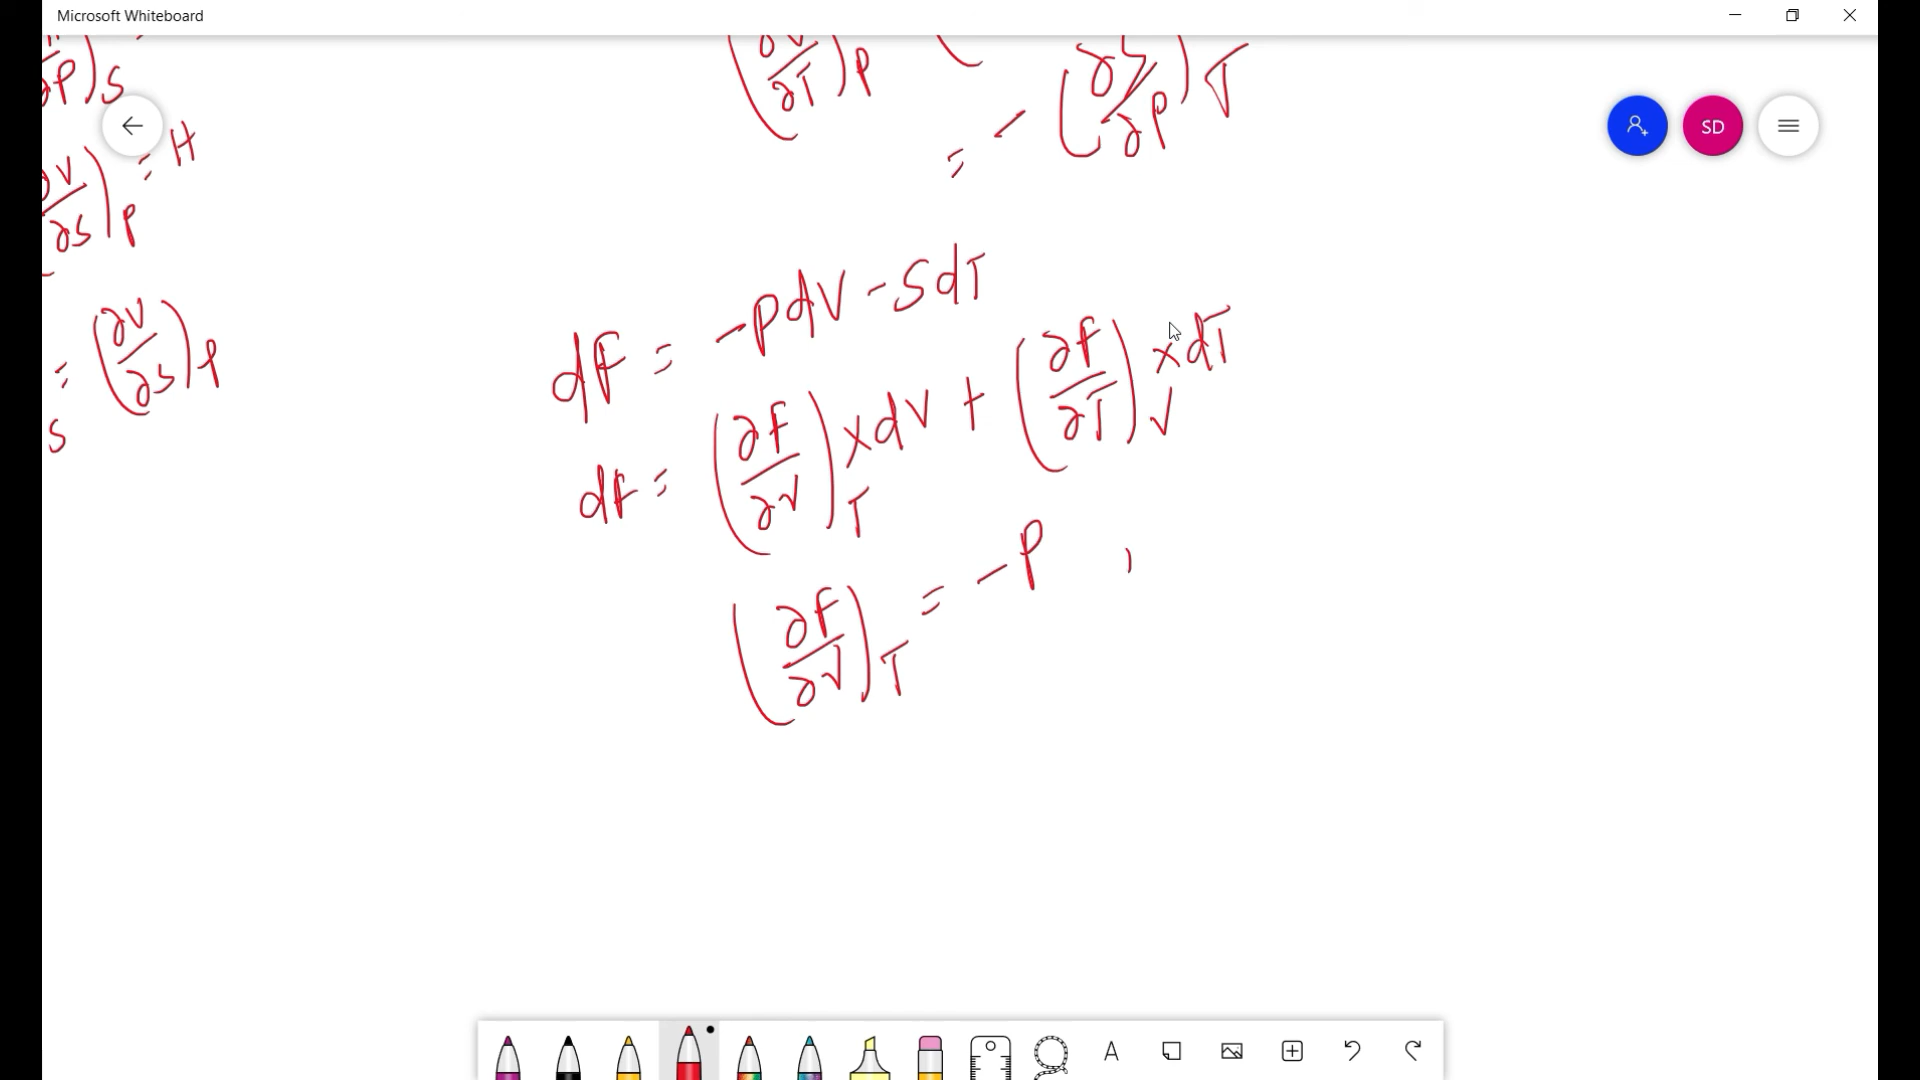 Microsoft Whiteboard
∂P)S
(∂V/∂S)P = H
= (∂V/∂S)P
S
(∂V/∂T)P
= - (∂S/∂P)T
SD
dF = -PdV - SdT
dF = (∂F/∂V)T × dV + (∂F/∂T)V × dT
(∂F/∂V)T = -P ,
A